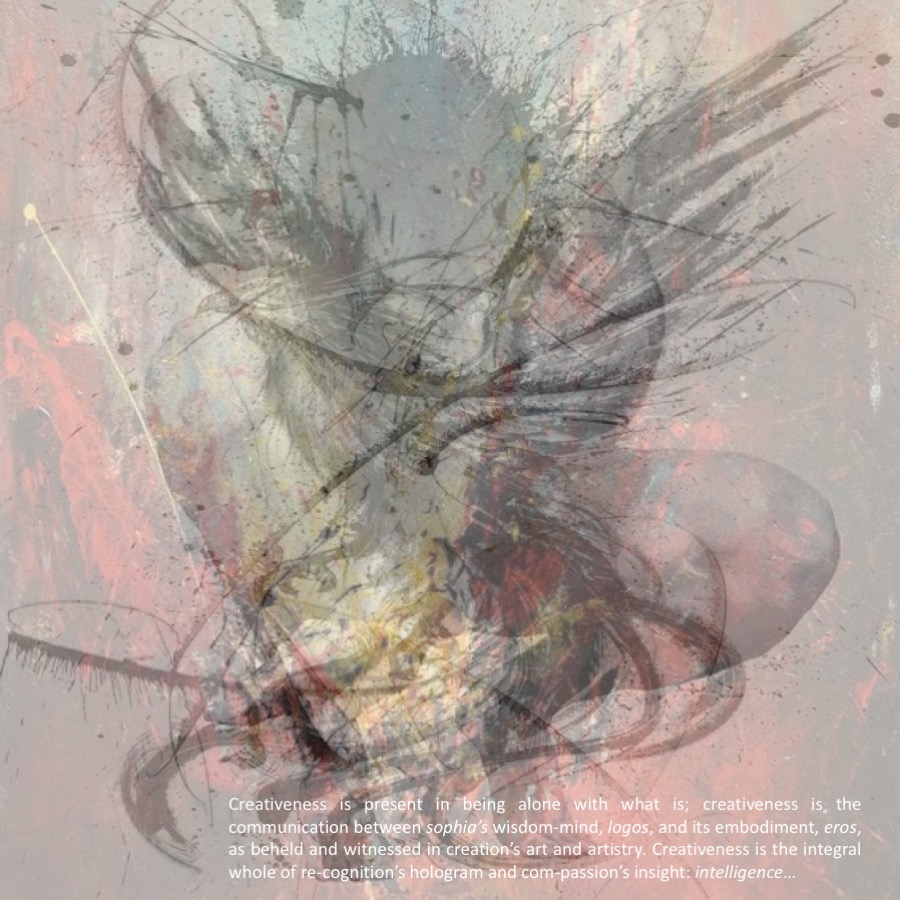 Creativeness is present in being alone with what is; creativeness is, the
communication between sophia’s wisdom-mind, logos, and its embodiment, eros,
as beheld and witnessed in creation’s art and artistry. Creativeness is the integral
whole of re-cognition’s hologram and com-passion’s insight: intelligence…